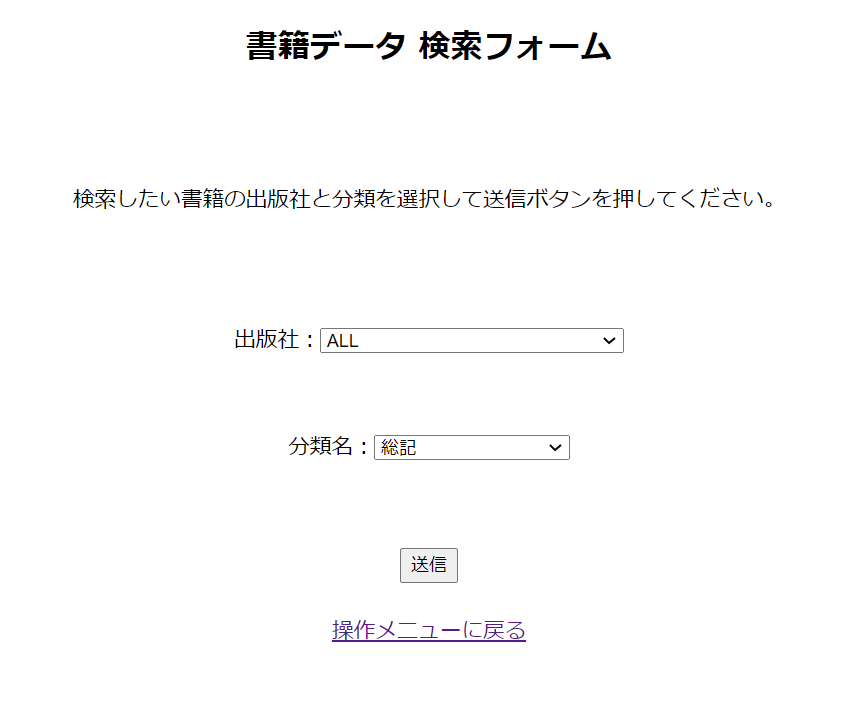 書籍データ 検索フォーム
検索したい書籍の出版社と分類を選択して送信ボタンを押してください。
出版社：ALL
分類名：総記
送信
操作メニューに戻る